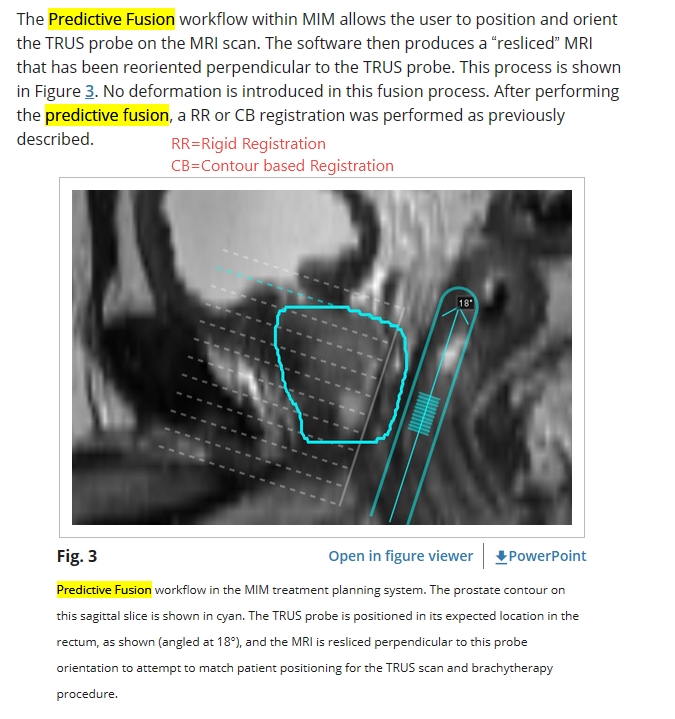 The Predictive Fusion workflow within MIM allows the user to position and orient
the TRUS probe on the MRI scan. The software then produces a “resliced” MRI
that has been reoriented perpendicular to the TRUS probe. This process is shown
in Figure 3. No deformation is introduced in this fusion process. After performing
the predictive fusion, a RR or CB registration was performed as previously
described.
RR=Rigid Registration
CB=Contour based Registration
18°
Fig. 3
Open in figure viewer
PowerPoint
Predictive Fusion workflow in the MIM treatment planning system. The prostate contour on
this sagittal slice is shown in cyan. The TRUS probe is positioned in its expected location in the
rectum, as shown (angled at 18°), and the MRI is resliced perpendicular to this probe
orientation to attempt to match patient positioning for the TRUS scan and brachytherapy
procedure.